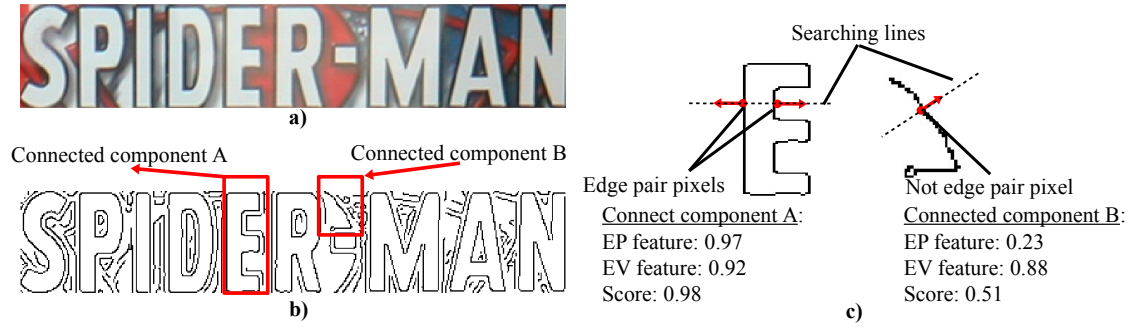 SPIDER-MAN
a)
Connected component A
Connected component B
SPIDER-MAN
b)
Searching lines
E
Edge pair pixels
Not edge pair pixel
Connect component A:
EP feature: 0.97
EV feature: 0.92
Score: 0.98
Connected component B:
EP feature: 0.23
EV feature: 0.88
Score: 0.51
c)